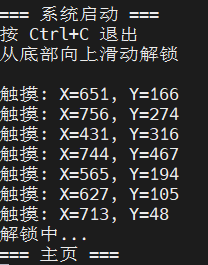 === 系统启动 ===
按 Ctrl+C 退出
从底部向上滑动解锁
触摸: X=651, Y=166
触摸: X=756, Y=274
触摸: X=431, Y=316
触摸: X=744, Y=467
触摸: X=565, Y=194
触摸: X=627, Y=105
触摸: X=713, Y=48
解锁中...
=== 主页 ===